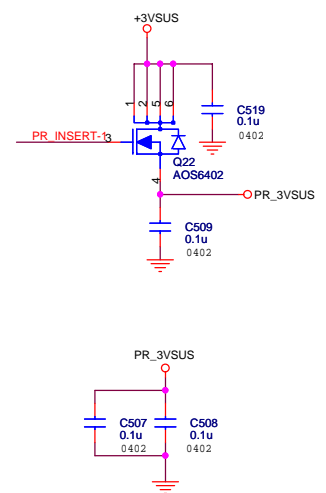 +3VSUS
1
2
5
6
C519
0.1u
0402
PR_INSERT-1
3
Q22
AOS6402
4
PR_3VSUS
C509
0.1u
0402
PR_3VSUS
C507
0.1u
0402
C508
0.1u
0402